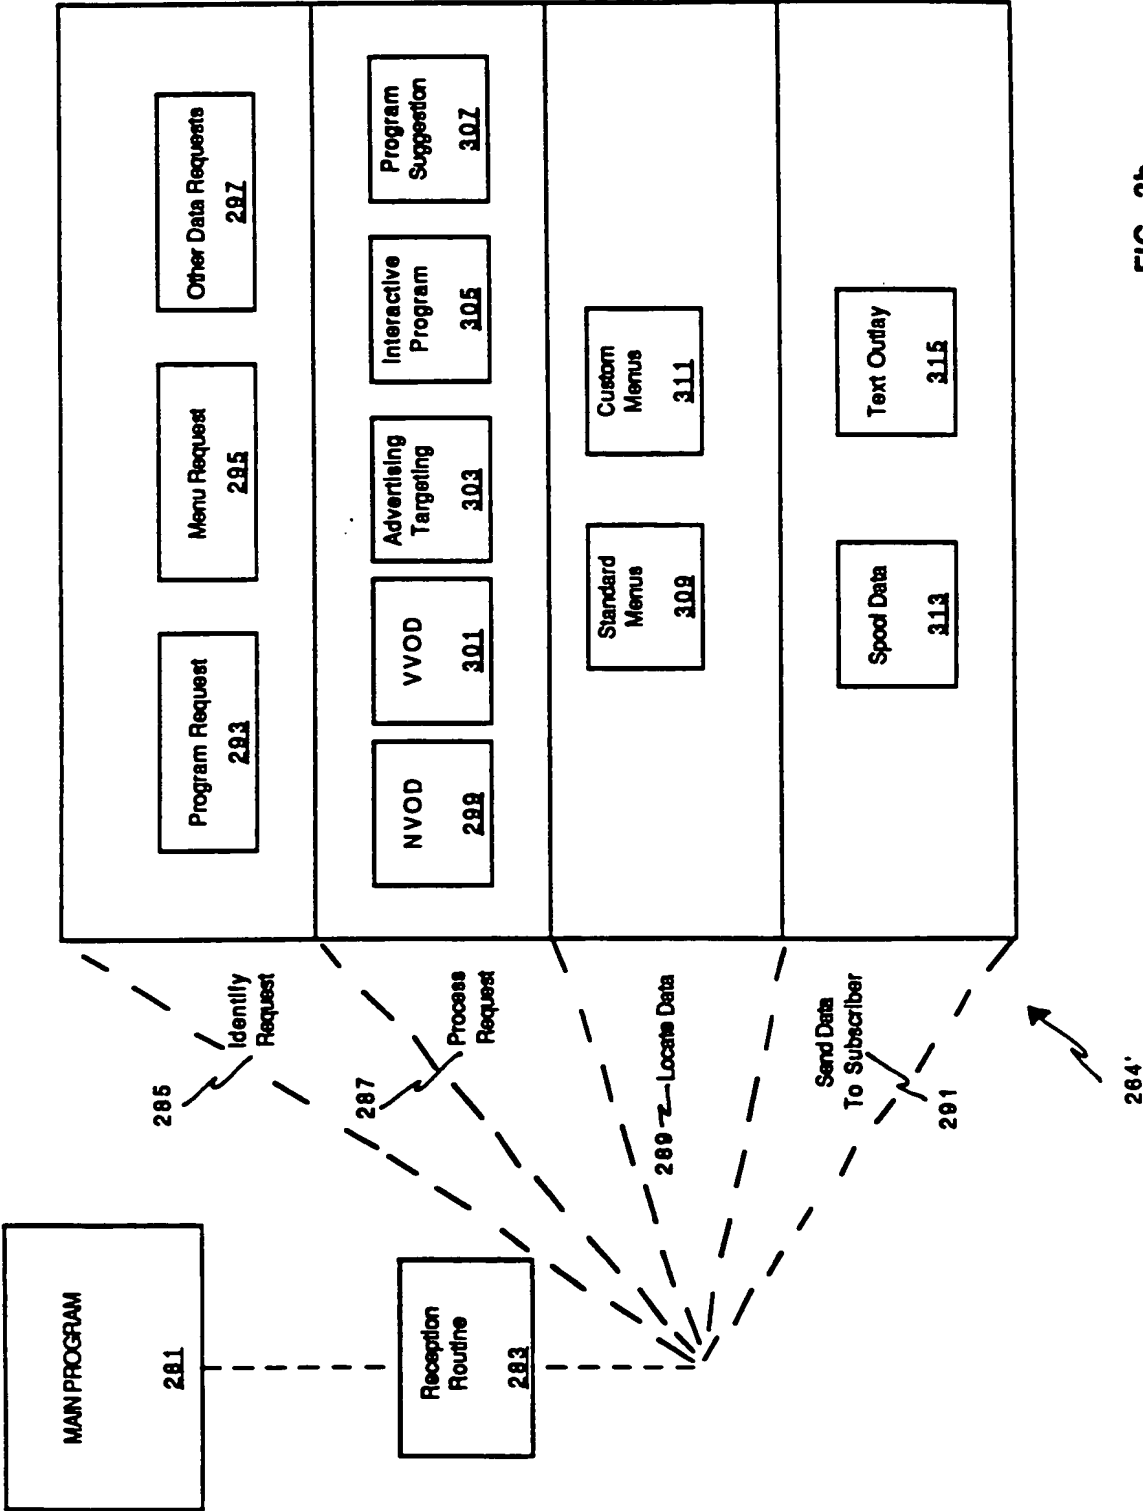 MAIN PROGRAM
281
Reception
Routine
283
285
Identify
Request
287
Process
Request
289
Locate Data
Send Data
To Subscriber
291
Program Request
293
Menu Request
295
Other Data Requests
297
NVOD
299
VVOD
301
Advertising
Targeting
303
Interactive
Program
305
Program
Suggestion
307
Standard
Menus
309
Custom
Menus
311
Spool Data
313
Text Outlay
315
264'